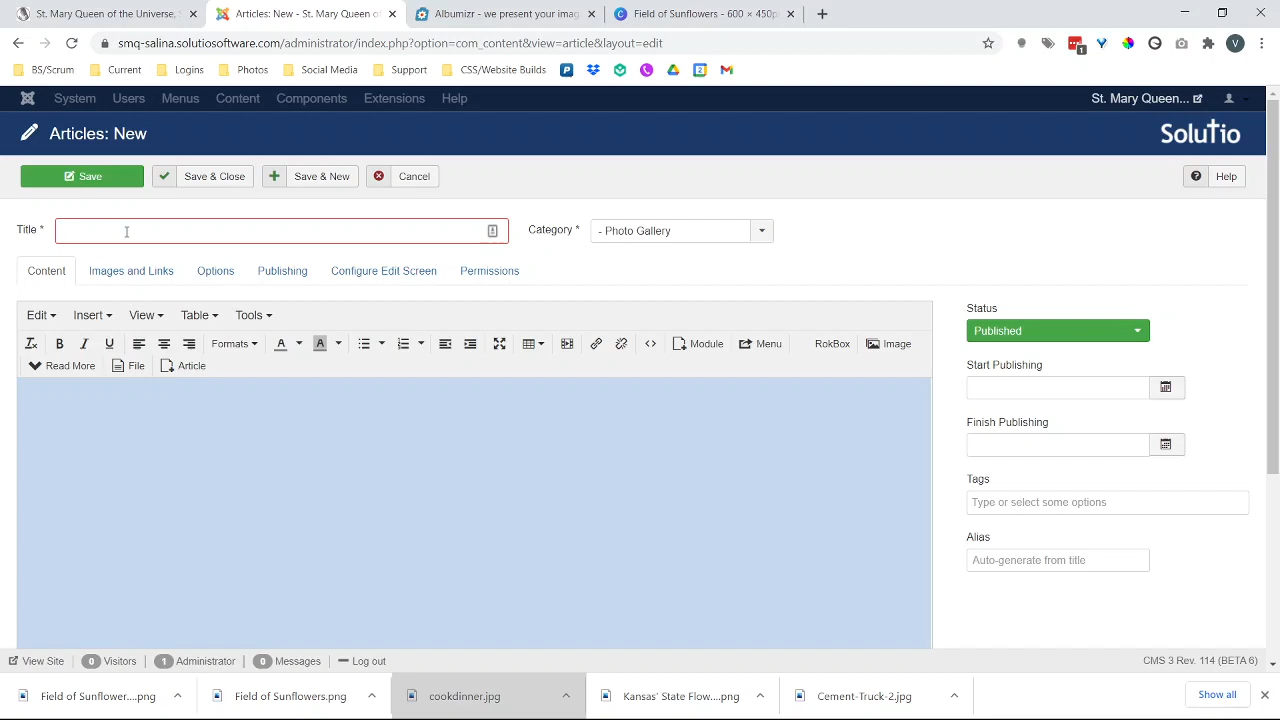 St. Mary Queen of the Universe, S
Articles: New - St. Mary Queen of
Albumizr - we present your imag
Field of Sunflowers - 600 × 450p
smq-salina.solutiosoftware.com/administrator/index.php?option=com_content&view=article&layout=edit
1
V
BS/Scrum
Current
Logins
Photos
Social Media
Support
CSS/Website Builds
System
Users
Menus
Content
Components
Extensions
Help
St. Mary Queen...
Articles: New
Solutio
Save
Save & Close
Save & New
Cancel
Help
Title *
Category *
- Photo Gallery
Content
Images and Links
Options
Publishing
Configure Edit Screen
Permissions
Edit
Insert
View
Table
Tools
Formats
Module
Menu
RokBox
Image
Read More
File
Article
Status
Published
Start Publishing
Finish Publishing
Tags
Type or select some options
Alias
Auto-generate from title
View Site
0 Visitors
1 Administrator
0 Messages
Log out
CMS 3 Rev. 114 (BETA 6)
Field of Sunflower....png
Field of Sunflowers.png
cookdinner.jpg
Kansas' State Flow....png
Cement-Truck-2.jpg
Show all